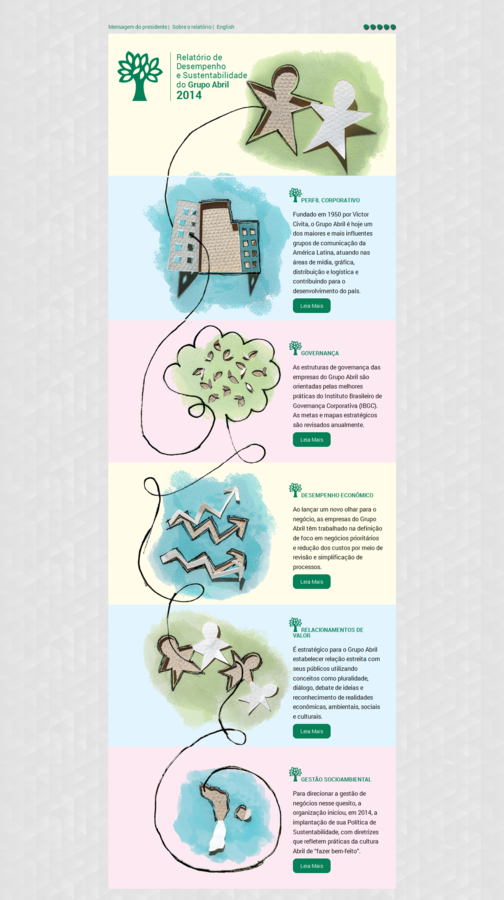 Mensagem do presidente | Sobre o relatório | English
Relatório de
Desempenho
e Sustentabilidade
do Grupo Abril
2014
PERFIL CORPORATIVO
Fundado em 1950 por Victor
Civita, o Grupo Abril é hoje um
dos maiores e mais influentes
grupos de comunicação da
América Latina, atuando nas
áreas de mídia, gráfica,
distribuição e logística e
contribuindo para o
desenvolvimento do país.
Leia Mais
GOVERNANÇA
As estruturas de governança das
empresas do Grupo Abril são
orientadas pelas melhores
práticas do Instituto Brasileiro de
Governança Corporativa (IBGC).
As metas e mapas estratégicos
são revisados anualmente.
Leia Mais
DESEMPENHO ECONÔMICO
Ao lançar um novo olhar para o
negócio, as empresas do Grupo
Abril têm trabalhado na definição
de foco em negócios prioritários
e redução dos custos por meio de
revisão e simplificação de
processos.
Leia Mais
RELACIONAMENTOS DE
VALOR
É estratégico para o Grupo Abril
estabelecer relação estreita com
seus públicos utilizando
conceitos como pluralidade,
diálogo, debate de ideias e
reconhecimento de realidades
econômicas, ambientais, sociais
e culturais.
Leia Mais
GESTÃO SOCIOAMBIENTAL
Para direcionar a gestão de
negócios nesse quesito, a
organização iniciou, em 2014, a
implantação de sua Política de
Sustentabilidade, com diretrizes
que refletem práticas da cultura
Abril de "fazer bem-feito".
Leia Mais